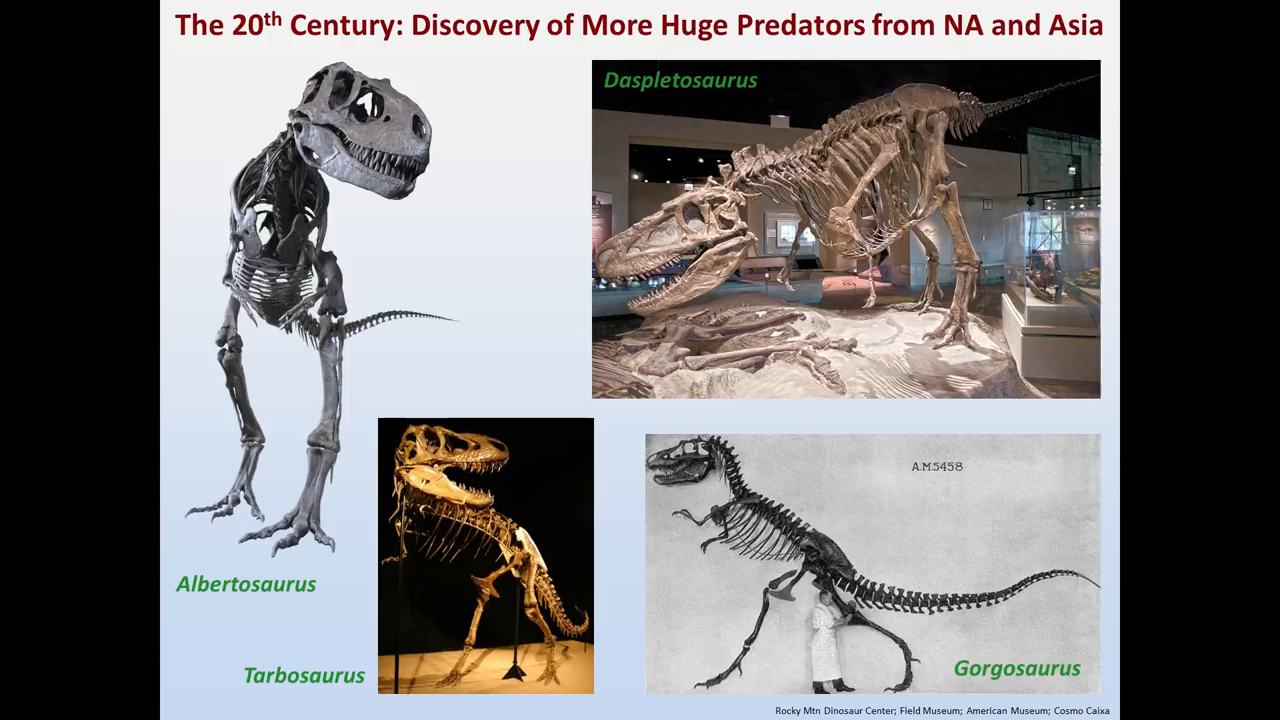 The 20th Century: Discovery of More Huge Predators from NA and Asia
Daspletosaurus
A.M.5458
Albertosaurus
Tarbosaurus
Gorgosaurus
Rocky Mtn Dinosaur Center; Field Museum; American Museum; Cosmo Caixa